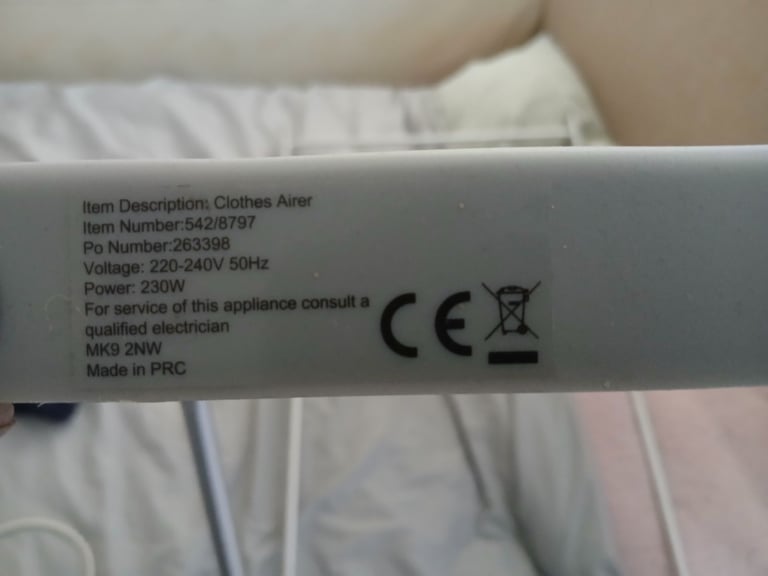 Item Description: Clothes Airer
Item Number:542/8797
Po Number:263398
Voltage: 220-240V 50Hz
Power: 230W
For service of this appliance consult a
qualified electrician
MK9 2NW
Made in PRC
CE